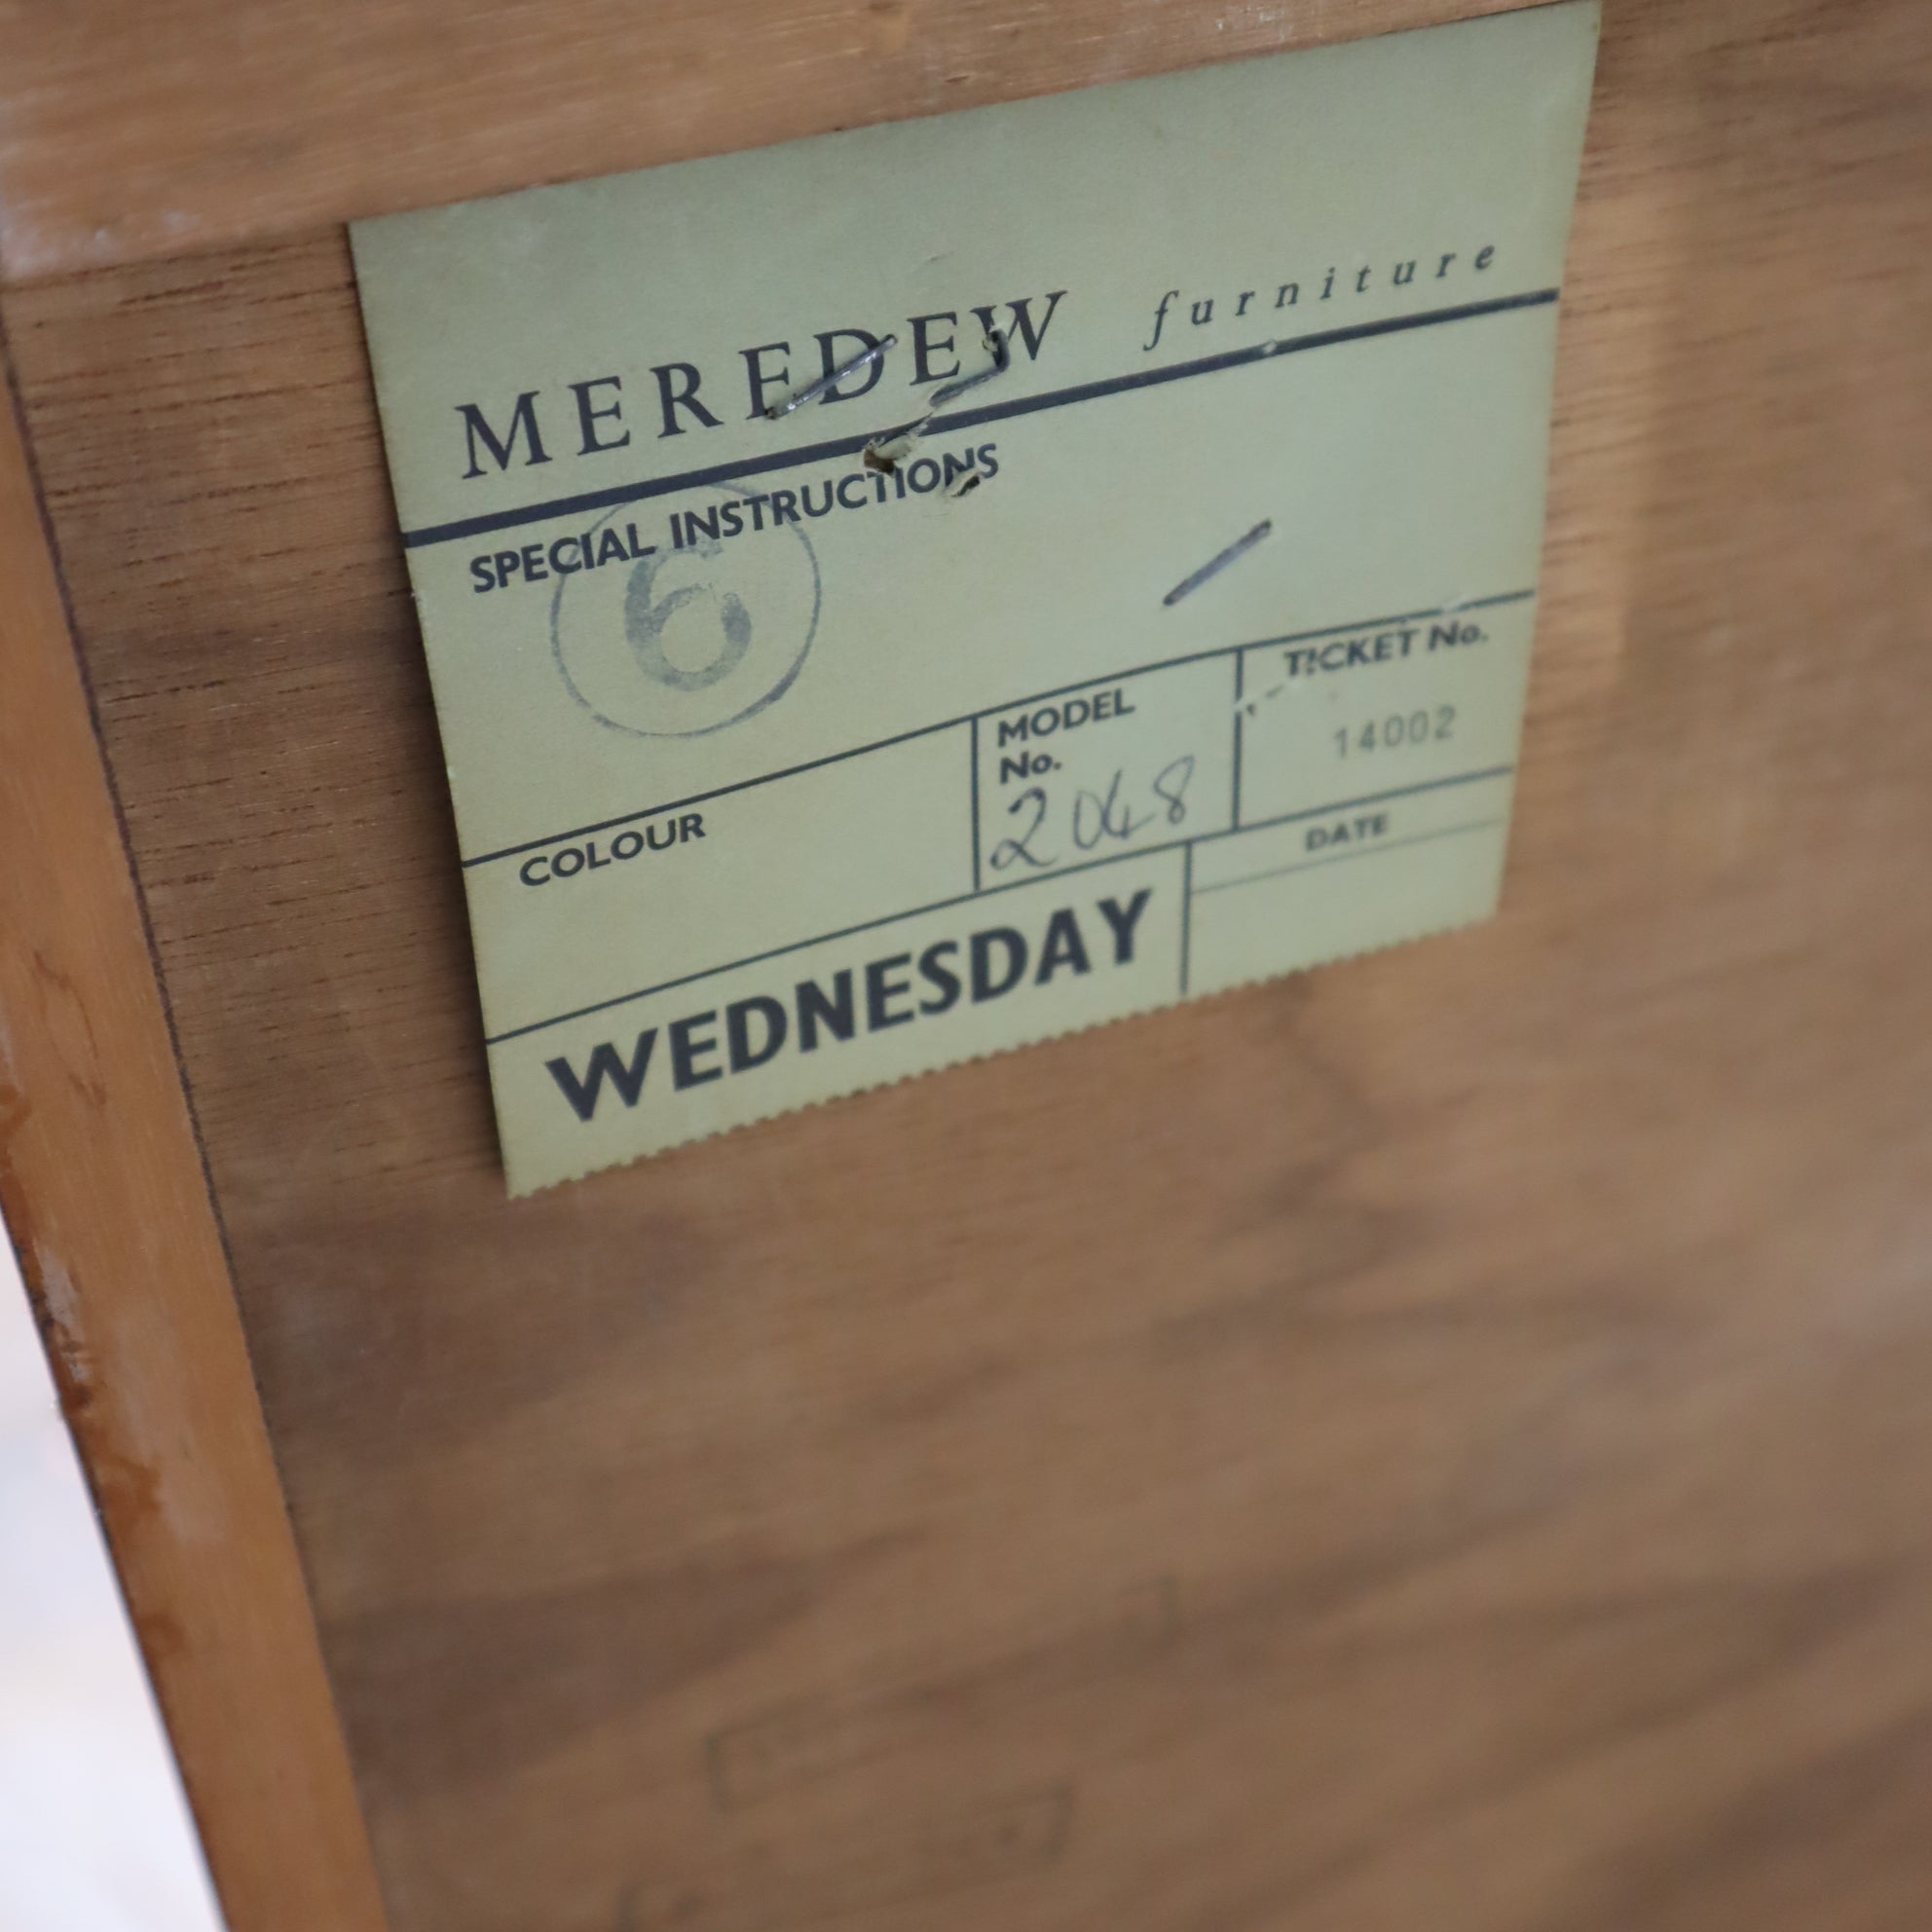 MEREDEW furniture
SPECIAL INSTRUCTIONS
6
TICKET No.
14002
MODEL
No.
2048
COLOUR
DATE
WEDNESDAY